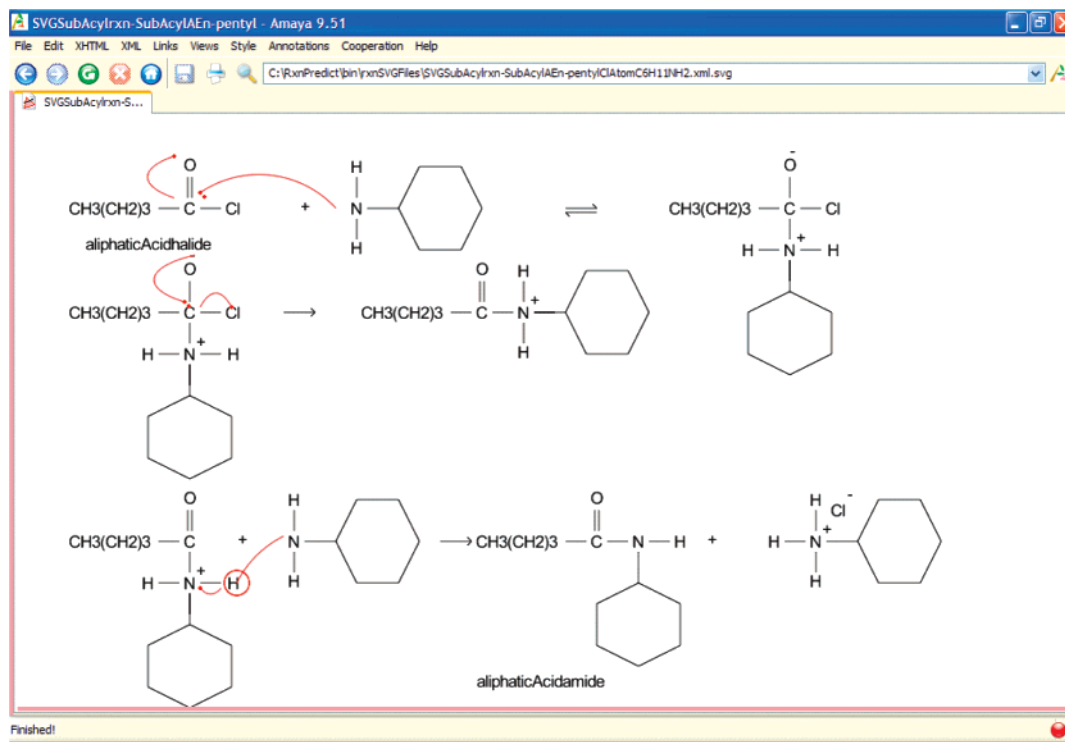 SVGSubAcylrxn-SubAcylAEn-pentyl - Amaya 9.51
File Edit XHTML XML Links Views Style Annotations Cooperation Help
C:\RxnPredict\bin\rxnSVGFiles\SVGSubAcylrxn-SubAcylAEn-pentylClAtomC6H11NH2.xml.svg
SVGSubAcylrxn-S...
O H O -
CH3(CH2)3 C Cl + N H CH3(CH2)3 C Cl
aliphaticAcidhalide
H N + H
O
CH3(CH2)3 C Cl
H N + H
O H
CH3(CH2)3 C N +
H
O
CH3(CH2)3 C
H N + H
+
H
N
H
O
CH3(CH2)3 C N H
+
H Cl -
H N +
H
aliphaticAcidamide
Finished!